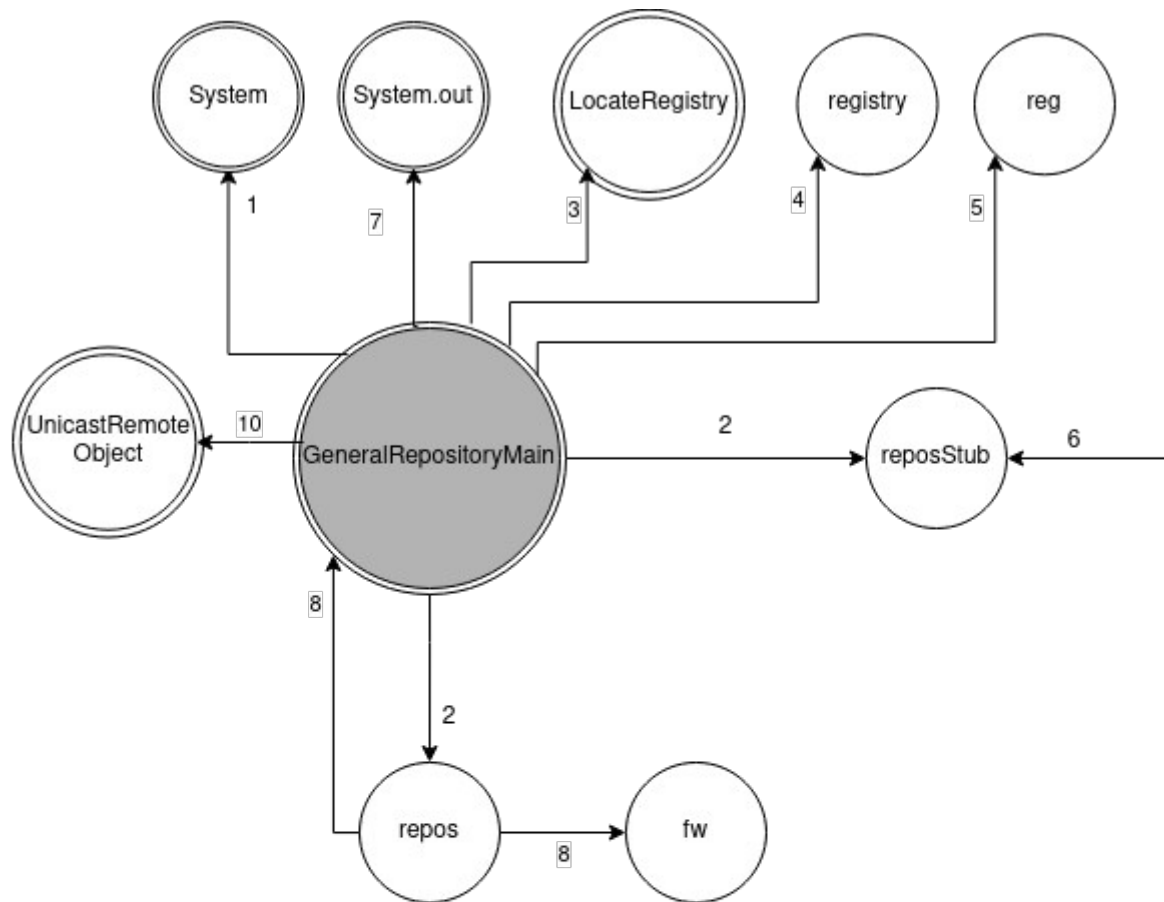 System
System.out
LocateRegistry
registry
reg
1
7
3
4
5
UnicastRemote
Object
10
GeneralRepositoryMain
2
reposStub
6
8
2
repos
8
fw